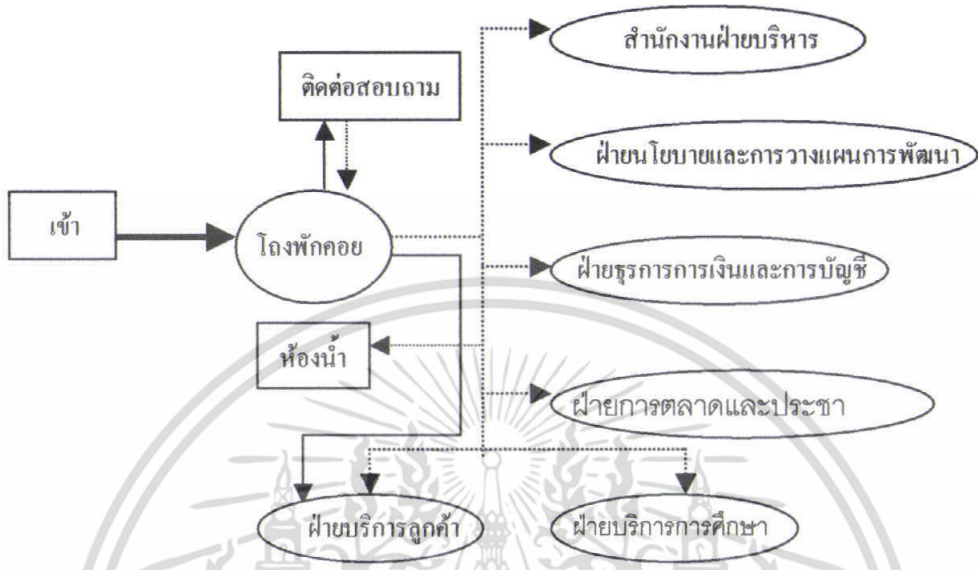 สำนักงานฝ่ายบริหาร
ติดต่อสอบถาม
ฝ่ายนโยบายและการวางแผนการพัฒนา
เข้า
โถงพักคอย
ฝ่ายธุรการการเงินและการบัญชี
ห้องน้ำ
ฝ่ายการตลาดและประชา
ฝ่ายบริการลูกค้า
ฝ่ายบริการการศึกษา